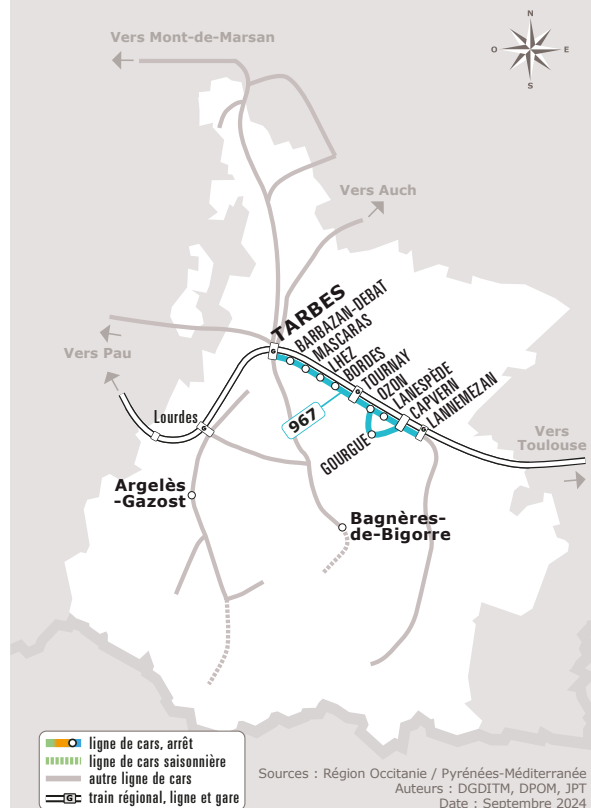 Vers Mont-de-Marsan
N
O
E
S
Vers Auch
TARBES
BARBAZAN-DEBAT
MASCARAS
LHEZ
BORDES
TOURNAY
OZON
LANESPÈDE
CAPVERN
LANNEMEZAN
G
G
G
G
Vers Pau
Lourdes
967
GOURGUE
Vers
Toulouse
Argelès
-Gazost
Bagnères-
de-Bigorre
ligne de cars, arrêt
ligne de cars saisonnière
autre ligne de cars
G train régional, ligne et gare
Sources : Région Occitanie / Pyrénées-Méditerranée
Auteurs : DGDITM, DPOM, JPT
Date : Septembre 2024